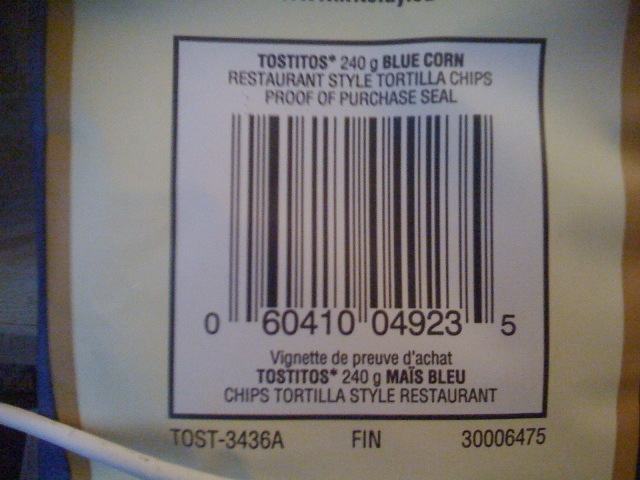 TOSTITOS* 240 g BLUE CORN
RESTAURANT STYLE TORTILLA CHIPS
PROOF OF PURCHASE SEAL
0 60410 04923 5
Vignette de preuve d'achat
TOSTITOS* 240 g MAÏS BLEU
CHIPS TORTILLA STYLE RESTAURANT
TOST-3436A FIN 30006475